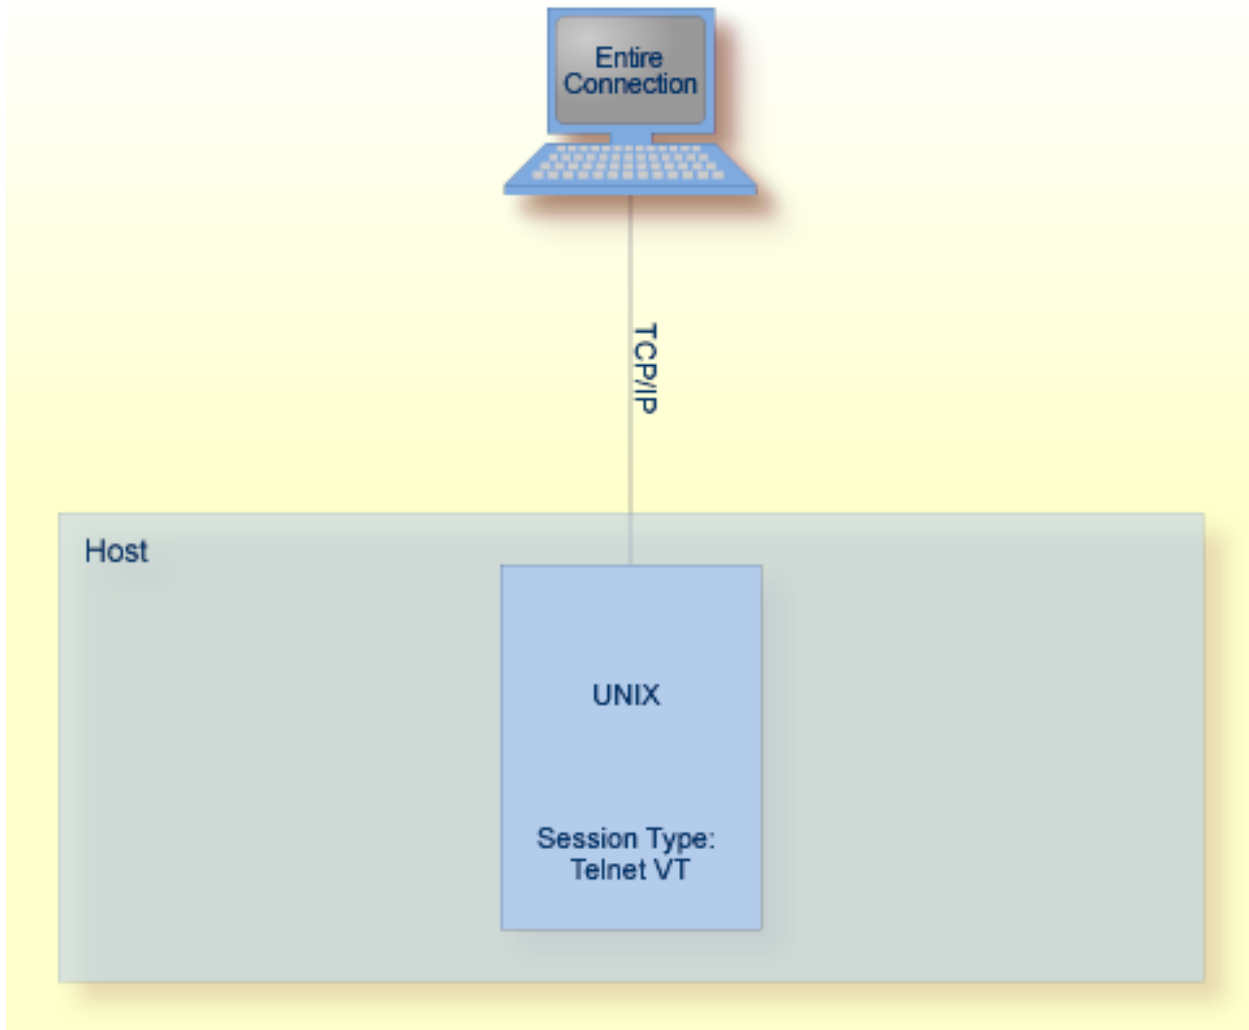 Entire
Connection
TCP/IP
Host
UNIX
Session Type:
Telnet VT